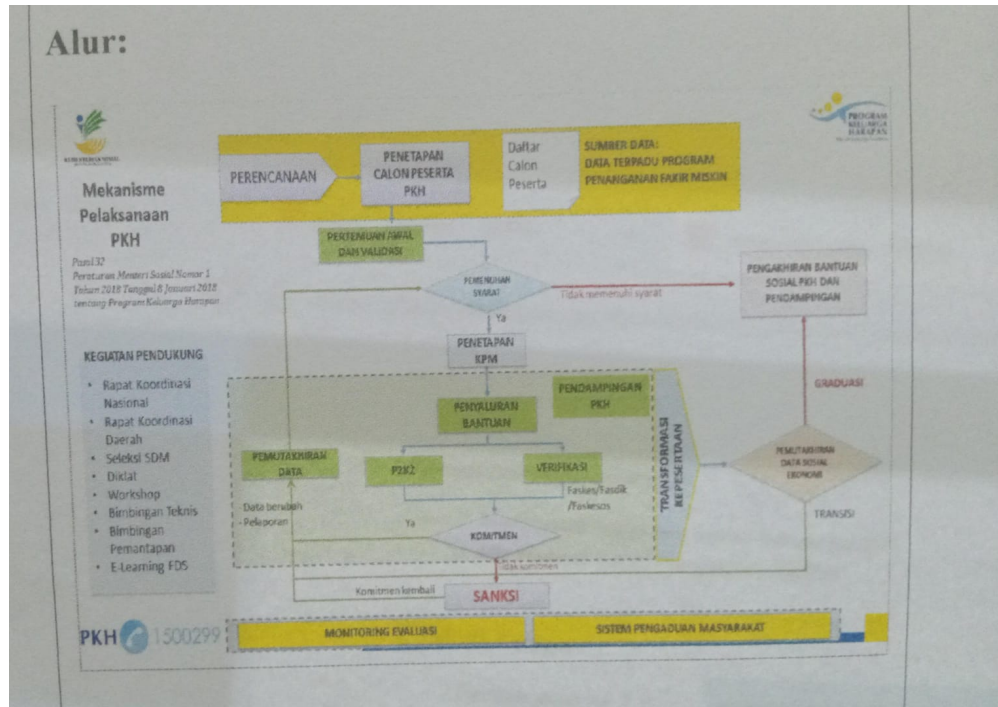 Alur:
PROGRAM
KELUARGA
HARAPAN
Mekanisme
Pelaksanaan
PKH
Pasal 32
Peraturan Menteri Sosial Nomor 1
Tahun 2018 Tanggal 8 Januari 2018
tentang Program Keluarga Harapan
PERENCANAAN
PENETAPAN
CALON PESERTA
PKH
Daftar
Calon
Peserta
SUMBER DATA:
DATA TERPADU PROGRAM
PENANGANAN FAKIR MISKIN
PERTEMUAN AWAL
DAN VALIDASI
PEMENUHAN
SYARAT
Tidak memenuhi syarat
PENGAKHIRAN BANTUAN
SOSIAL PKH DAN
PENDAMPINGAN
Ya
PENETAPAN
KPM
KEGIATAN PENDUKUNG
• Rapat Koordinasi
Nasional
• Rapat Koordinasi
Daerah
• Seleksi SDM
• Diklat
• Workshop
• Bimbingan Teknis
• Bimbingan
Pemantapan
• E-Learning FDS
PENDAMPINGAN
PKH
PENYALURAN
BANTUAN
PEMUTAKHIRAN
DATA
P2K2
VERIFIKASI
Faskes/Fasdik
/Faskesos
- Data berubah
- Pelaporan
Ya
KOMITMEN
Tidak komitmen
Komitmen kembali
SANKSI
TRANSFORMASI
KEPESERTAAN
GRADUASI
PEMUTAKHIRAN
DATA SOSIAL
EKONOMI
TRANSISI
PKH 1500299
MONITORING EVALUASI
SISTEM PENGADUAN MASYARAKAT